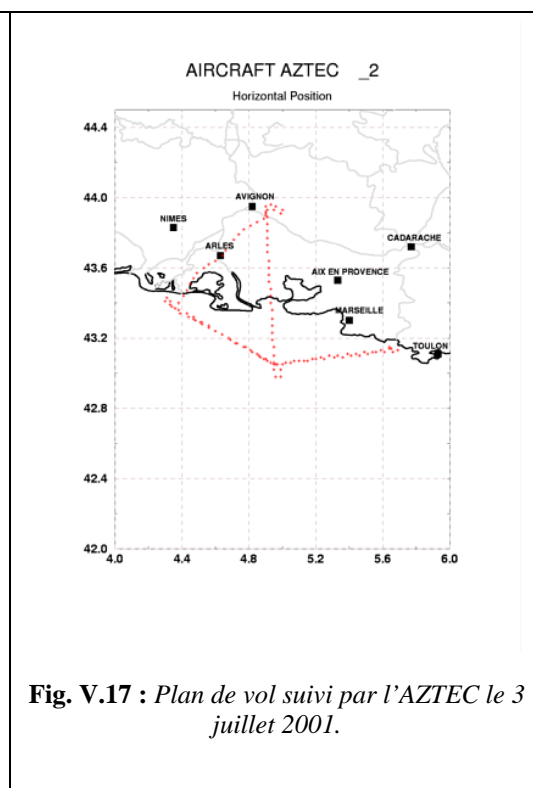 AIRCRAFT AZTEC _2
Horizontal Position
44.4
AVIGNON
44.0
NIMES
CADARACHE
ARLES
43.6
AIX EN PROVENCE
MARSEILLE
43.2
TOULON
42.8
42.4
42.0
4.0 4.4 4.8 5.2 5.6 6.0
Fig. V.17 : Plan de vol suivi par l'AZTEC le 3
juillet 2001.